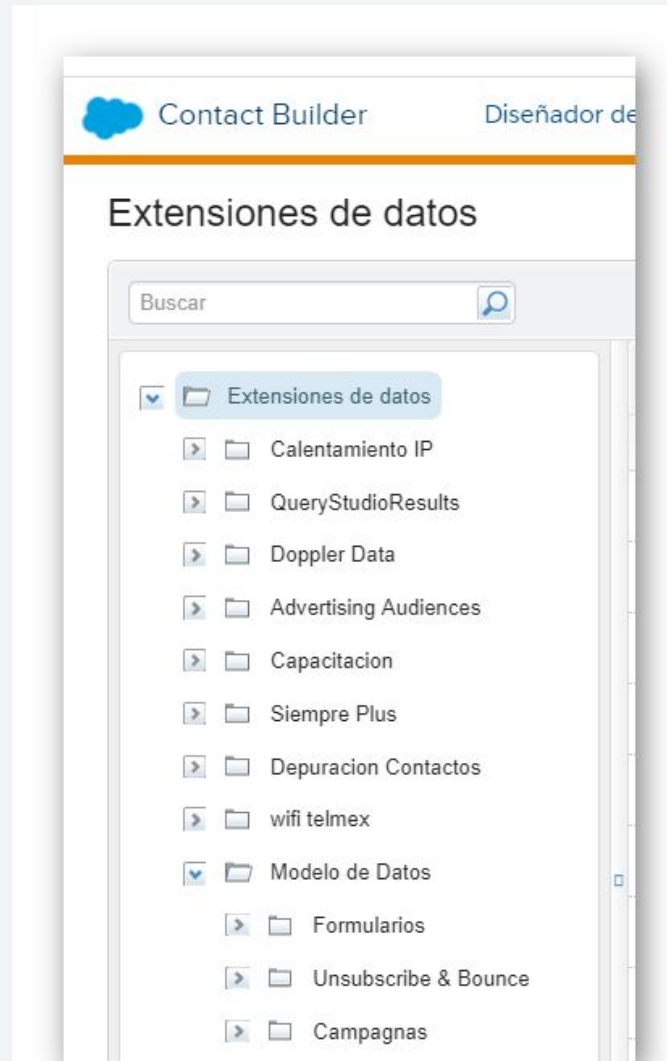 Contact Builder
Diseñador de
Extensiones de datos
Buscar
Extensiones de datos
Calentamiento IP
QueryStudioResults
Doppler Data
Advertising Audiences
Capacitacion
Siempre Plus
Depuracion Contactos
wifi telmex
Modelo de Datos
Formularios
Unsubscribe & Bounce
Campagnas